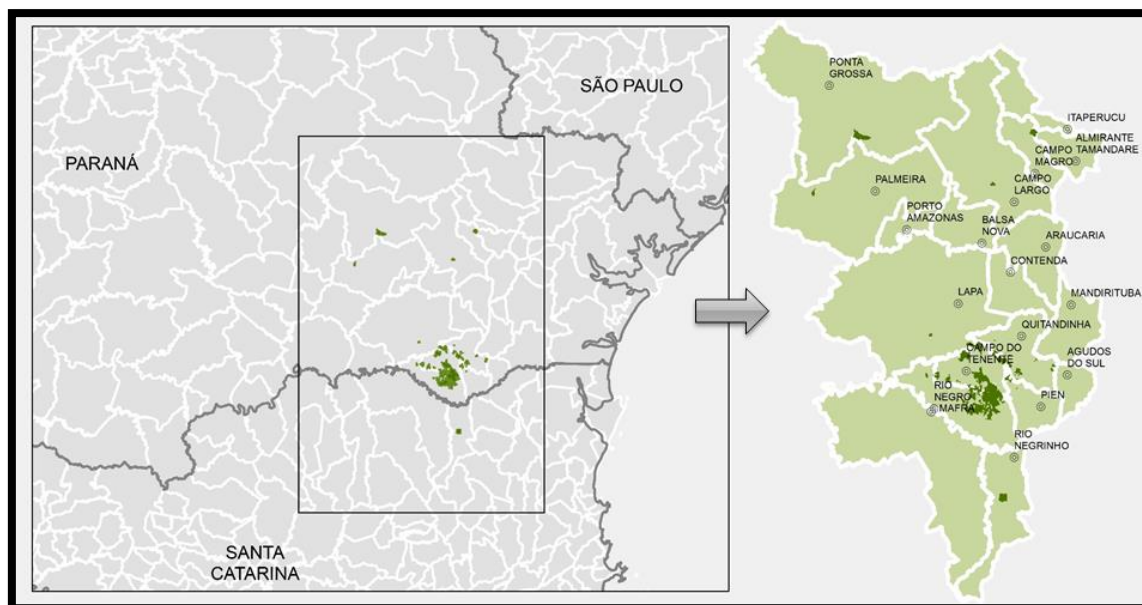 SÃO PAULO
PARANÁ
SANTA
CATARINA
PONTA
GROSSA
ITAPERUCU
ALMIRANTE
TAMANDARE
CAMPO
MAGRO
CAMPO
LARGO
PALMEIRA
PORTO
AMAZONAS
BALSA
NOVA
ARAUCARIA
CONTENDA
LAPA
MANDIRITUBA
QUITANDINHA
CAMPO DO
TENENTE
AGUDOS
DO SUL
RIO
NEGRO
MAFRA
PIEN
RIO
NEGRINHO